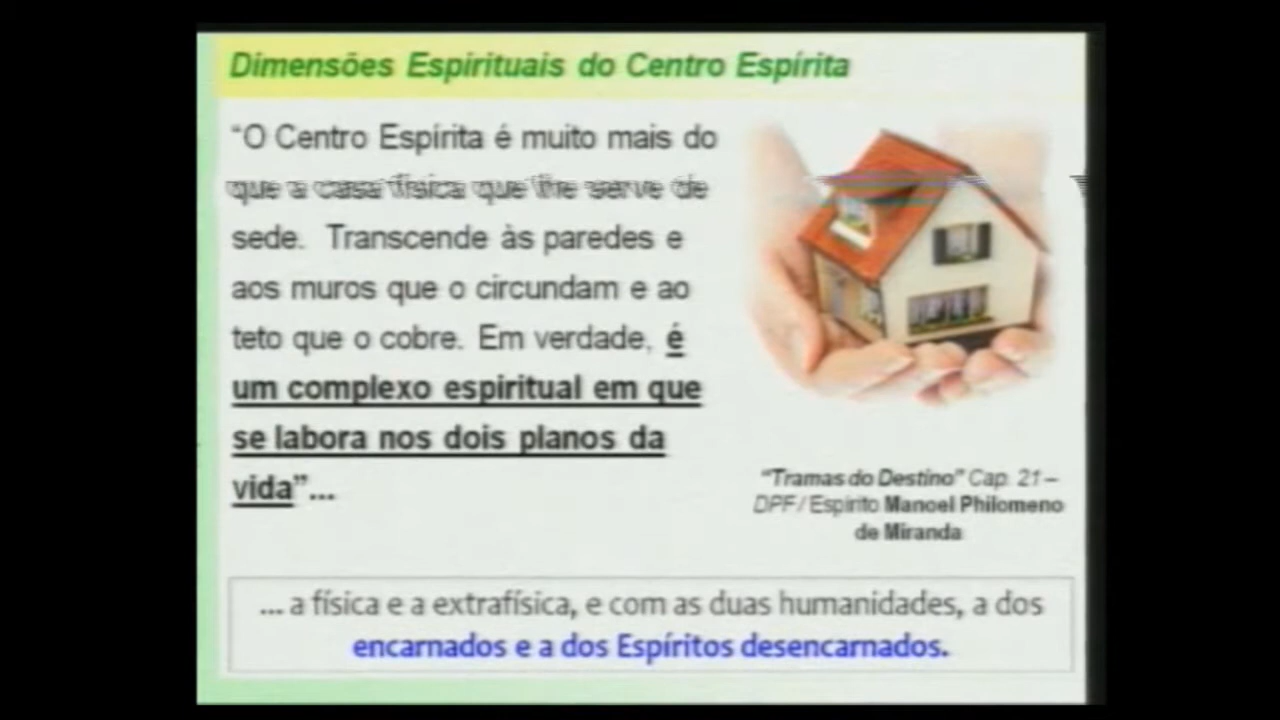 Dimensões Espirituais do Centro Espírita
“O Centro Espírita é muito mais do
que a casa física que lhe serve de
sede. Transcende às paredes e
aos muros que o circundam e ao
teto que o cobre. Em verdade, é
um complexo espiritual em que
se labora nos dois planos da
vida”...
“Tramas do Destino” Cap. 21 –
DPF / Espírito Manoel Philomeno
de Miranda
... a física e a extrafísica, e com as duas humanidades, a dos
encarnados e a dos Espíritos desencarnados.